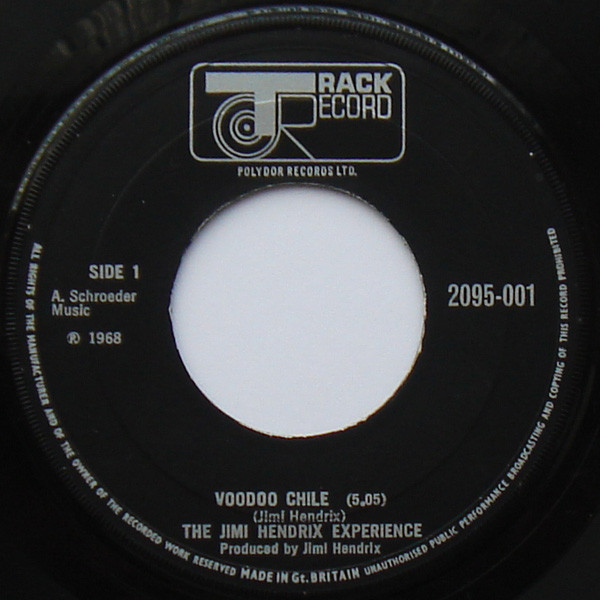 TRACK
RECORD
POLYDOR RECORDS LTD.
SIDE 1
A. Schroeder
Music
℗ 1968
2095-001
VOODOO CHILE (5.05)
(Jimi Hendrix)
THE JIMI HENDRIX EXPERIENCE
Produced by Jimi Hendrix
ALL RIGHTS OF THE MANUFACTURER AND OF THE OWNER OF THE RECORDED WORK RESERVED MADE IN Gt. BRITAIN UNAUTHORISED PUBLIC PERFORMANCE BROADCASTING AND COPYING OF THIS RECORD PROHIBITED